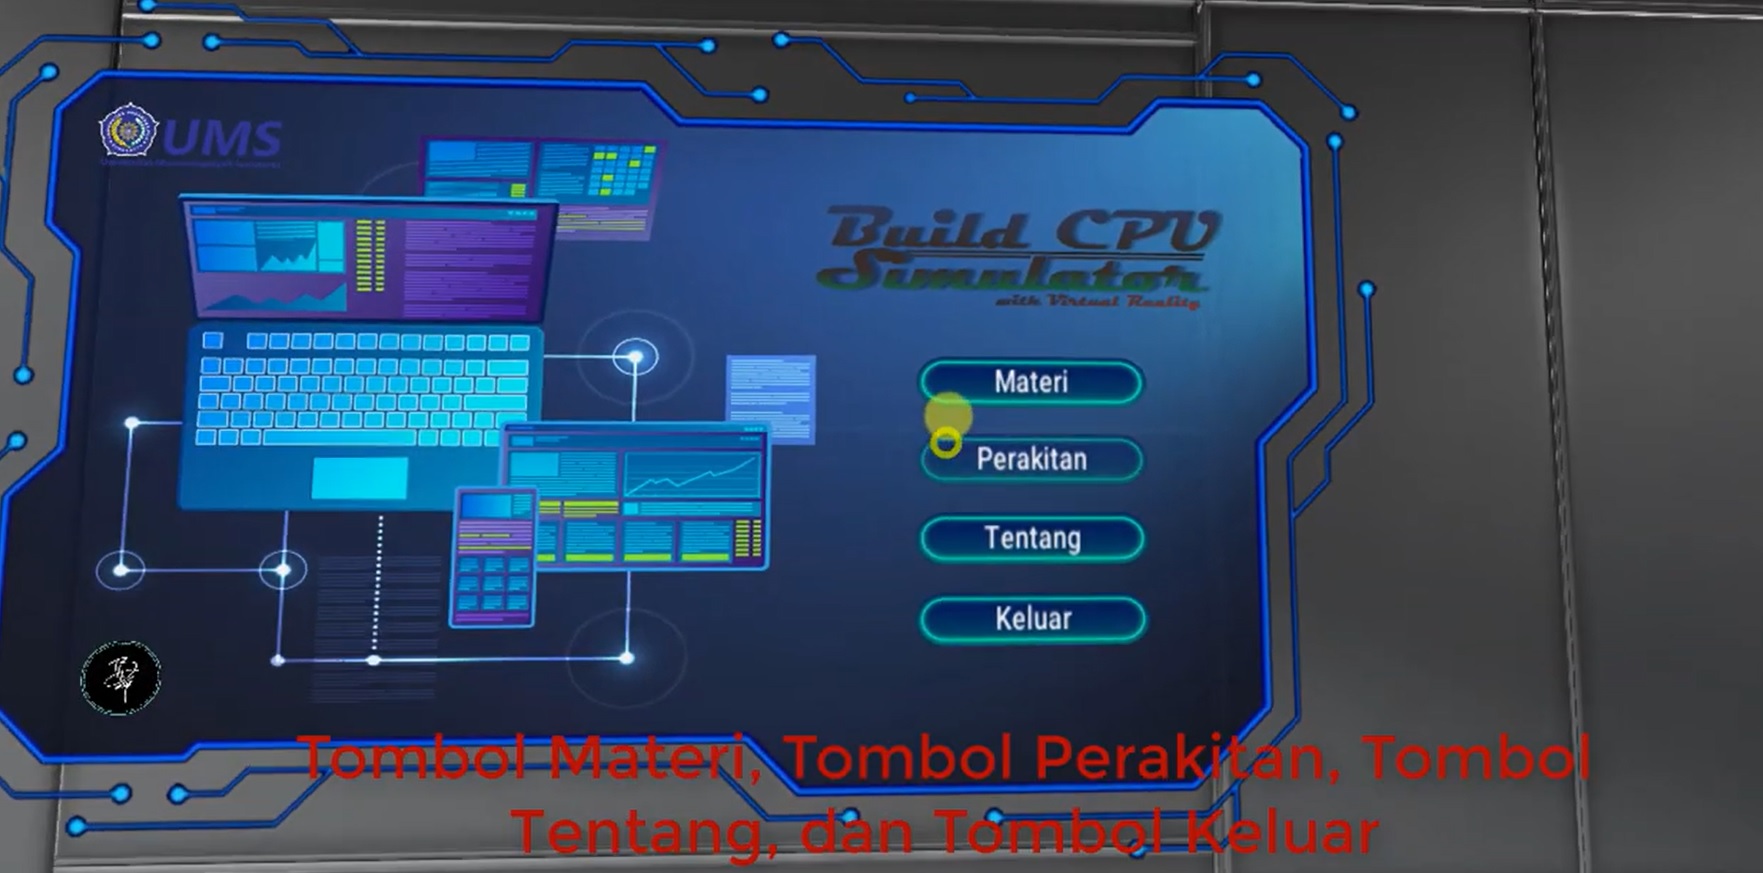 UMS
Build CPU
Simulator
with Virtual Reality
Materi
Perakitan
Tentang
Keluar
Tombol Materi, Tombol Perakitan, Tombol
Tentang, dan Tombol Keluar